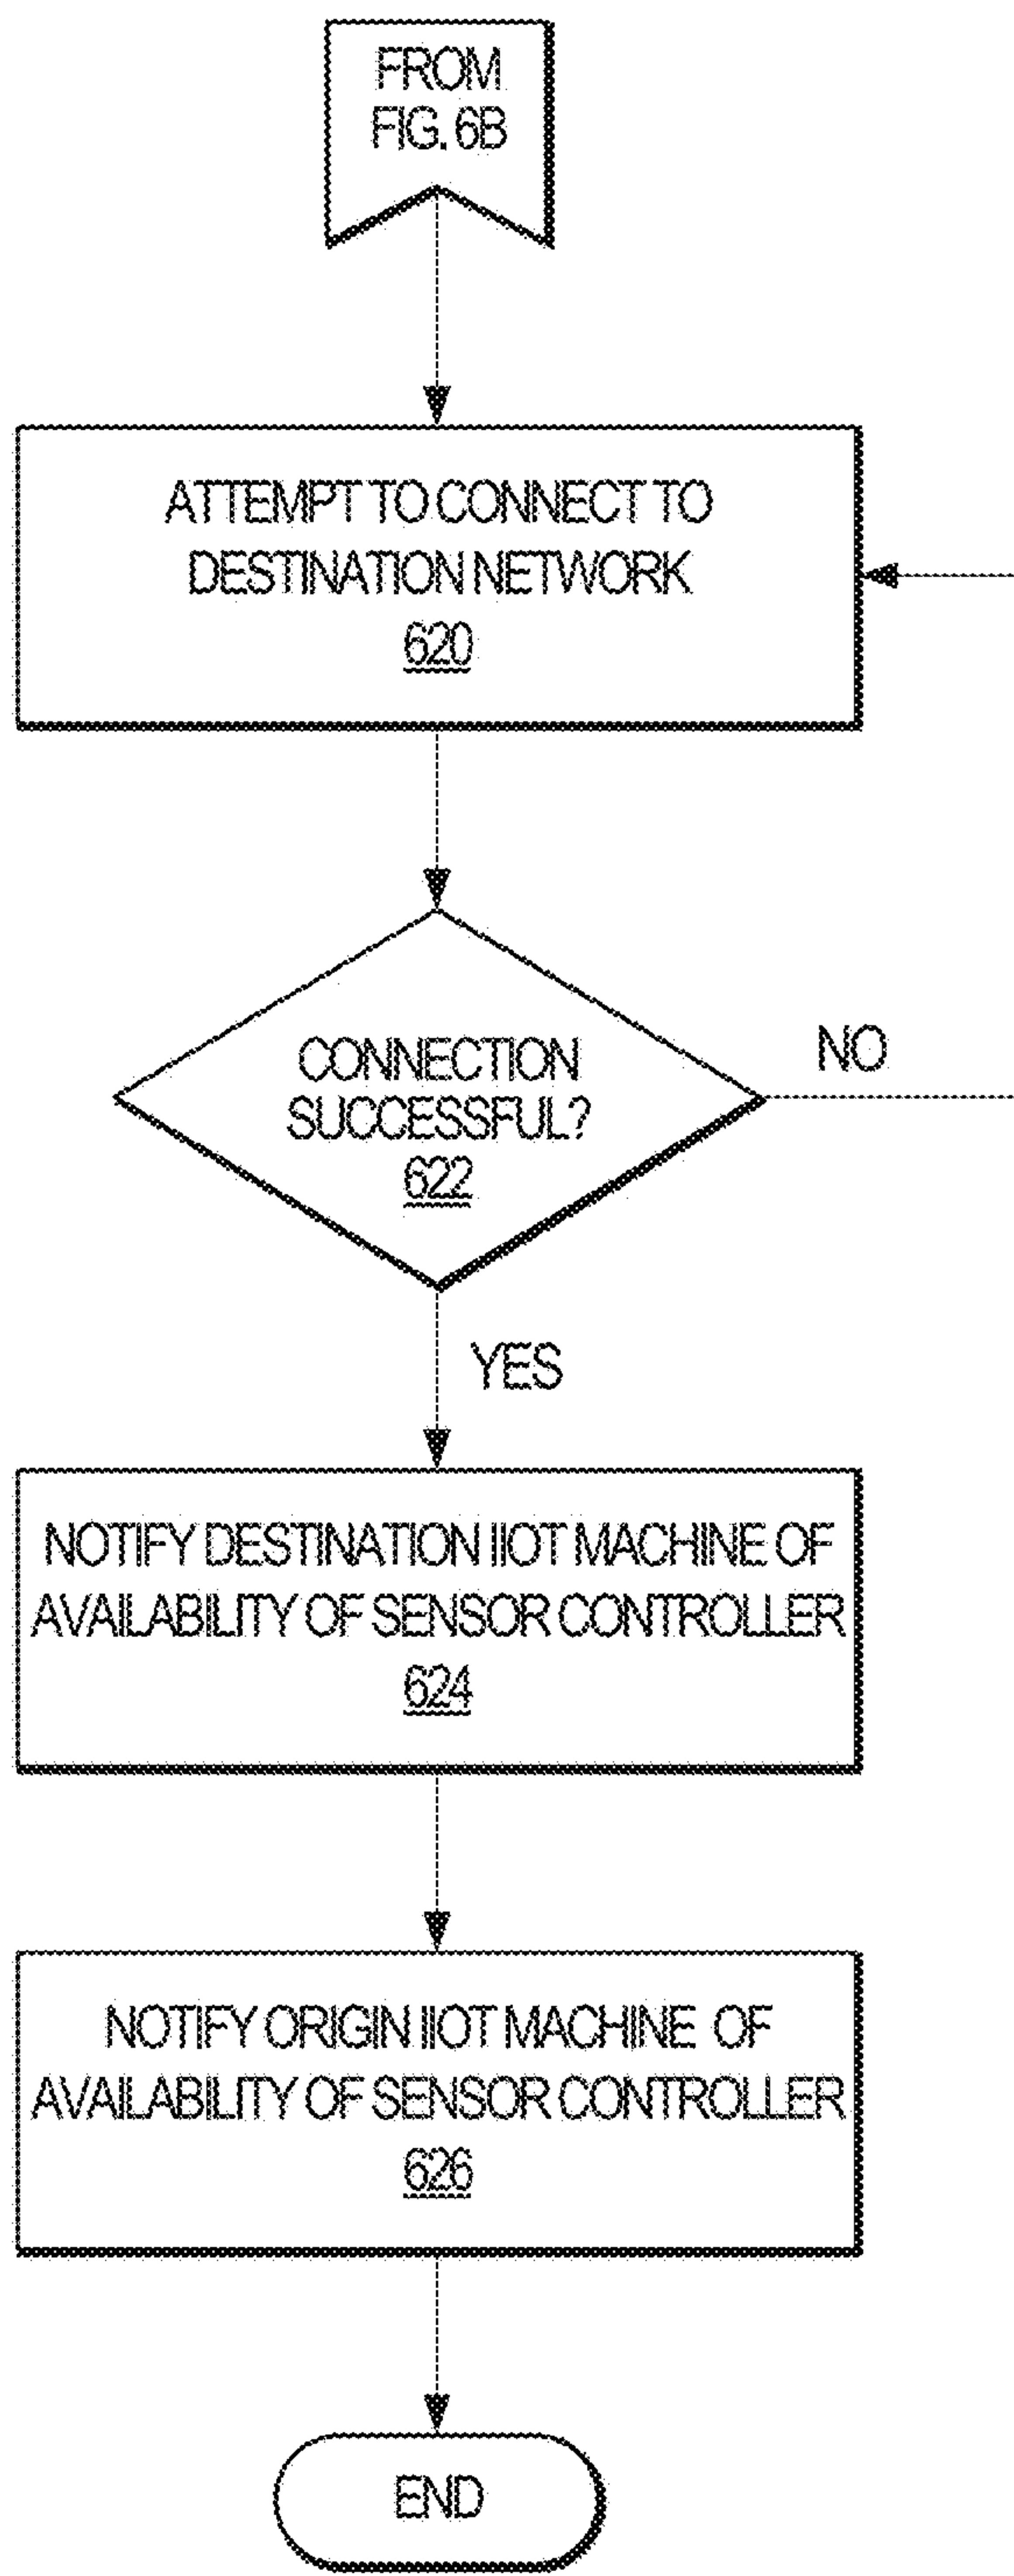 FROM
FIG. 6B
ATTEMPT TO CONNECT TO
DESTINATION NETWORK
620
CONNECTION
SUCCESSFUL?
622
NO
YES
NOTIFY DESTINATION IIOT MACHINE OF
AVAILABILITY OF SENSOR CONTROLLER
624
NOTIFY ORIGIN IIOT MACHINE OF
AVAILABILITY OF SENSOR CONTROLLER
626
END